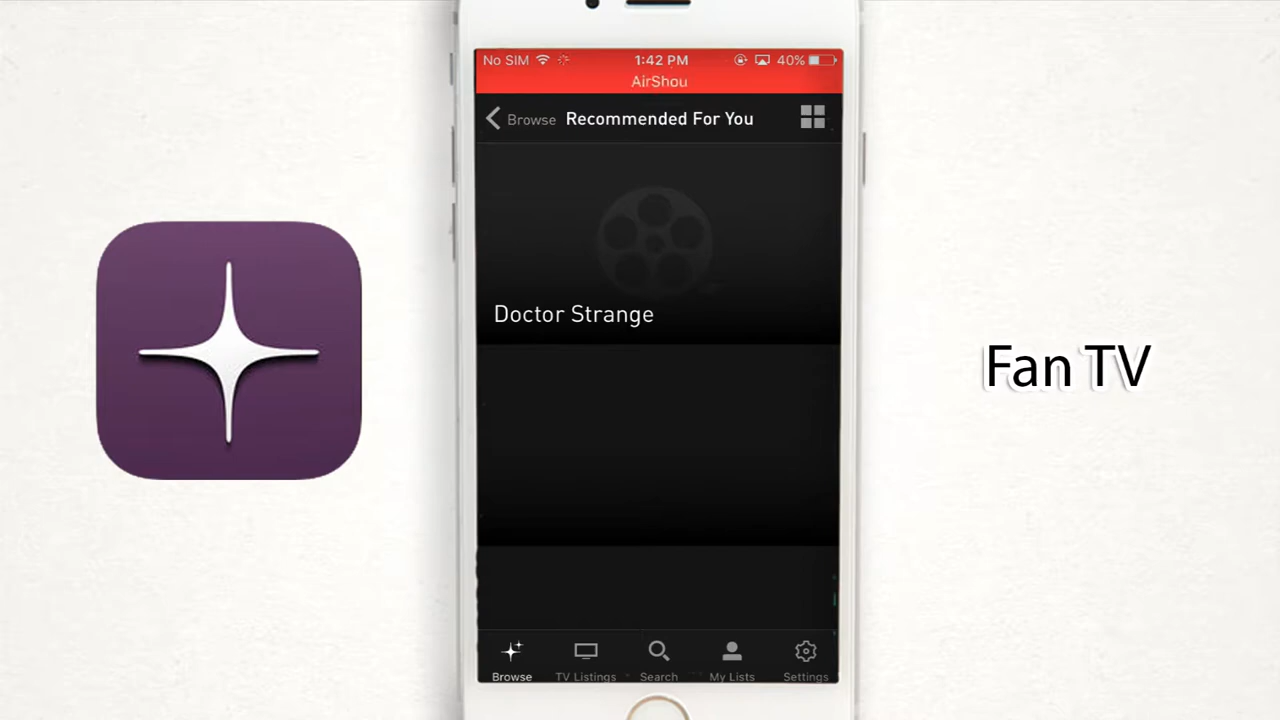 No SIM 1:42 PM 40%
AirShou
Browse Recommended For You
Doctor Strange
Fan TV
Browse TV Listings Search My Lists Settings